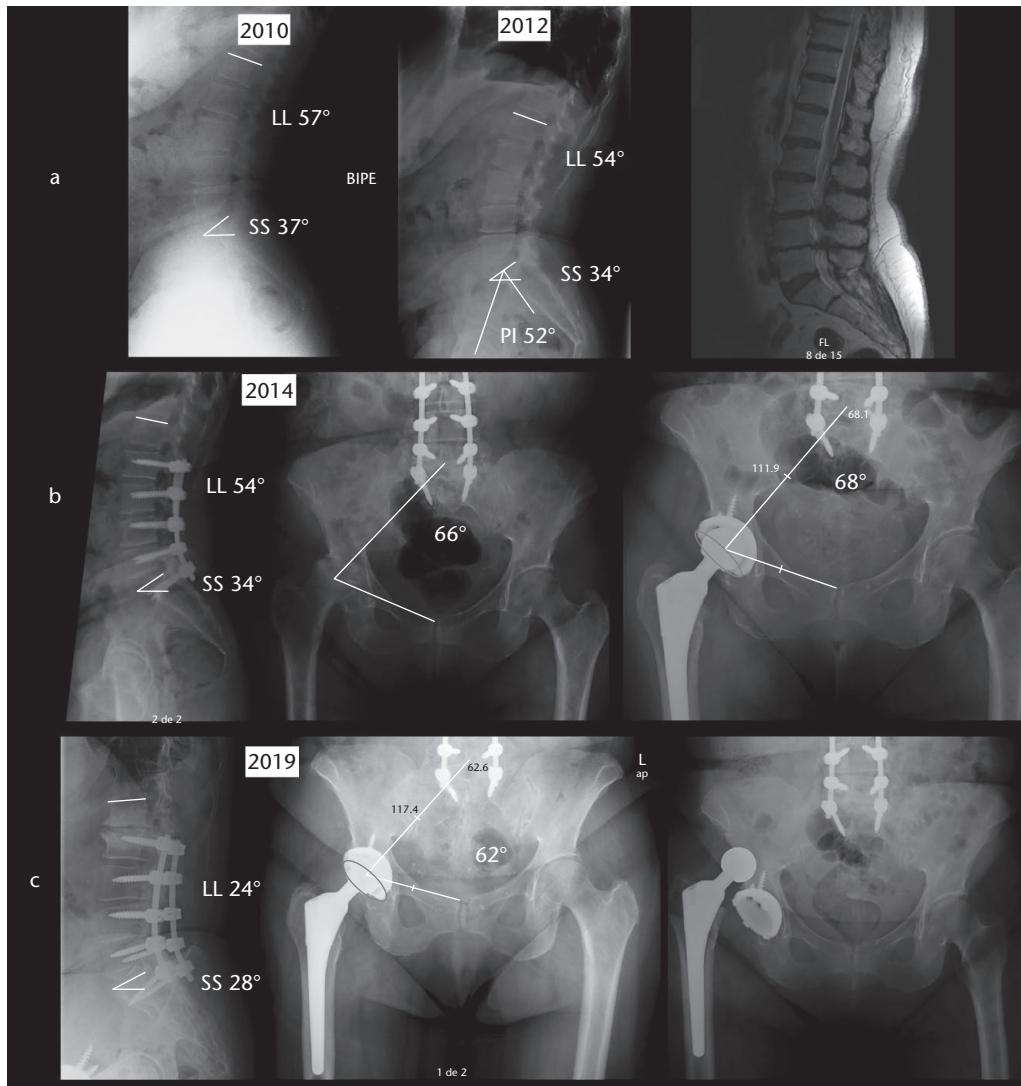 2010
2012
LL 57°
LL 54°
a
BIPE
SS 37°
SS 34°
PI 52°
FL
8 de 15
2014
68.1
LL 54°
111.9
68°
b
66°
SS 34°
2 de 2
2019
L
ap
62.6
117.4
62°
c
LL 24°
SS 28°
1 de 2